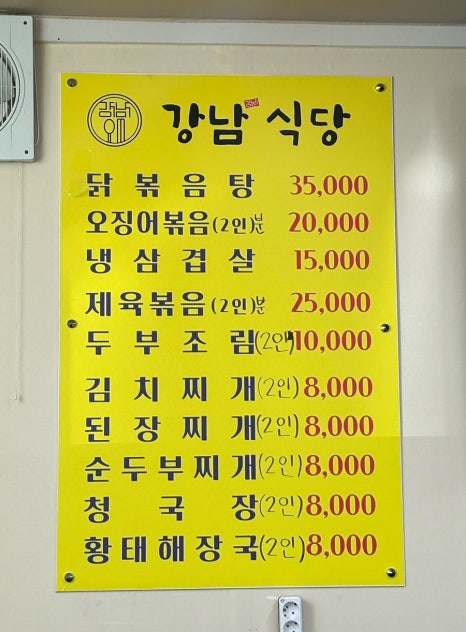 강남
강남식당
닭볶음탕 35,000
오징어볶음(2인)분 20,000
냉삼겹살 15,000
제육볶음(2인)분 25,000
두부조림(2인) 10,000
김치찌개(2인) 8,000
된장찌개(2인) 8,000
순두부찌개(2인) 8,000
청국장(2인) 8,000
황태해장국(2인) 8,000